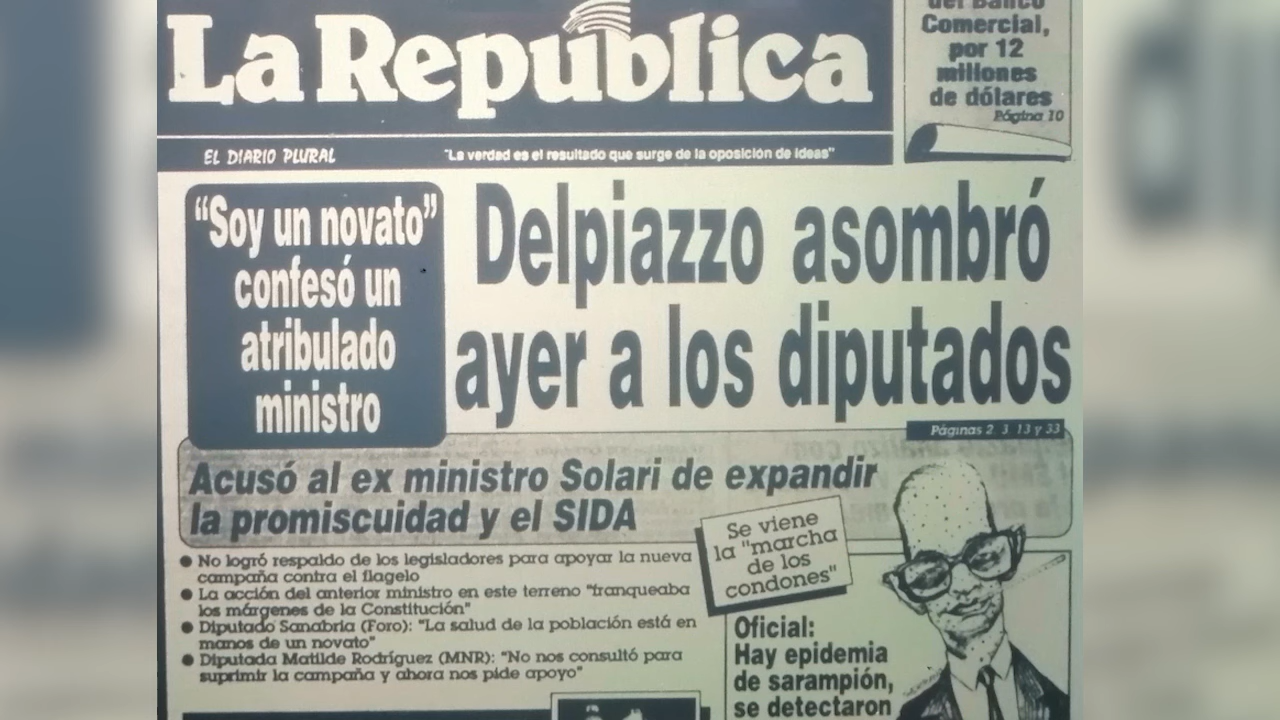 La República
EL DIARIO PLURAL
"La verdad es el resultado que surge de la oposición de ideas"
del Banco
Comercial,
por 12
millones
de dólares
Página 10
"Soy un novato"
confesó un
atribulado
ministro
Delpiazzo asombró
ayer a los diputados
Páginas 2, 3, 13 y 33
Acusó al ex ministro Solari de expandir
la promiscuidad y el SIDA
Se viene
la "marcha
de los
condones"
● No logró respaldo de los legisladores para apoyar la nueva
campaña contra el flagelo
● La acción del anterior ministro en este terreno "franqueaba
los márgenes de la Constitución"
● Diputado Sanabria (Foro): "La salud de la población está en
manos de un novato"
● Diputada Matilde Rodríguez (MNR): "No nos consultó para
suprimir la campaña y ahora nos pide apoyo"
Oficial:
Hay epidemia
de sarampión,
se detectaron